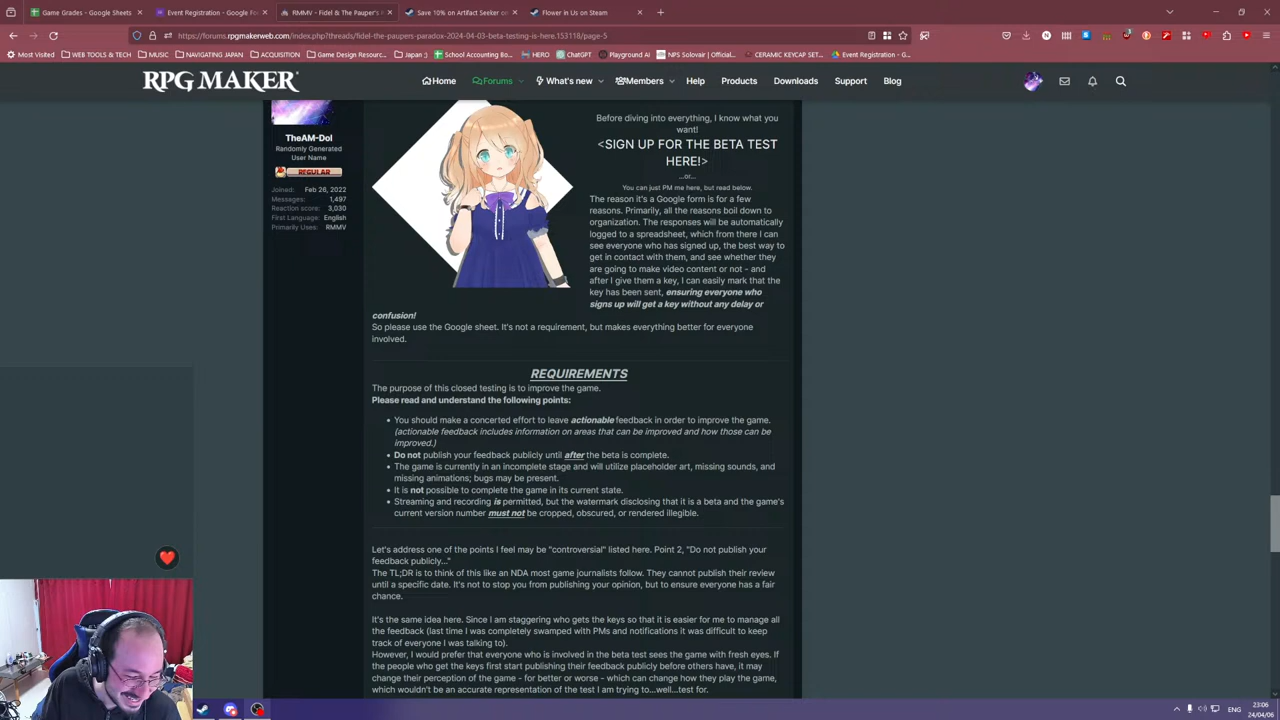 Game Grades - Google Sheets
Event Registration - Google Fo
RMMV - Fidel & The Pauper's P
Save 10% on Artifact Seeker on
Flower in Us on Steam
https://forums.rpgmakerweb.com/index.php?threads/fidel-the-paupers-paradox-2024-04-03-beta-testing-is-here.153118/page-5
Most Visited
WEB TOOLS & TECH
MUSIC
NAVIGATING JAPAN
ACQUISITION
Game Design Resourc...
Japan
School Accounting Bo...
HERO
ChatGPT
Playground AI
NPS Solovair | Official...
CERAMIC KEYCAP SET...
Event Registration - G...
RPG MAKER
Home
Forums
What's new
Members
Help
Products
Downloads
Support
Blog
TheAM-Dol
Randomly Generated
User Name
REGULAR
Joined: Feb 26, 2022
Messages: 1,497
Reaction score: 3,030
First Language: English
Primarily Uses: RMMV
Before diving into everything, I know what you
want!
<SIGN UP FOR THE BETA TEST
HERE!>
...or...
You can just PM me here, but read below.
The reason it's a Google form is for a few
reasons. Primarily, all the reasons boil down to
organization. The responses will be automatically
logged to a spreadsheet, which from there I can
see everyone who has signed up, the best way to
get in contact with them, and see whether they
are going to make video content or not - and
after I give them a key, I can easily mark that the
key has been sent, ensuring everyone who
signs up will get a key without any delay or
confusion!
So please use the Google sheet. It's not a requirement, but makes everything better for everyone
involved.
REQUIREMENTS
The purpose of this closed testing is to improve the game.
Please read and understand the following points:
• You should make a concerted effort to leave actionable feedback in order to improve the game.
(actionable feedback includes information on areas that can be improved and how those can be
improved.)
• Do not publish your feedback publicly until after the beta is complete.
• The game is currently in an incomplete stage and will utilize placeholder art, missing sounds, and
missing animations; bugs may be present.
• It is not possible to complete the game in its current state.
• Streaming and recording is permitted, but the watermark disclosing that it is a beta and the game's
current version number must not be cropped, obscured, or rendered illegible.
Let's address one of the points I feel may be "controversial" listed here. Point 2, "Do not publish your
feedback publicly..."
The TL;DR is to think of this like an NDA most game journalists follow. They cannot publish their review
until a specific date. It's not to stop you from publishing your opinion, but to ensure everyone has a fair
chance.
It's the same idea here. Since I am staggering who gets the keys so that it is easier for me to manage all
the feedback (last time I was completely swamped with PMs and notifications it was difficult to keep
track of everyone I was talking to).
However, I would prefer that everyone who is involved in the beta test sees the game with fresh eyes. If
the people who get the keys first start publishing their feedback publicly before others have, it may
change their perception of the game - for better or worse - which can change how they play the game,
which wouldn't be an accurate representation of the test I am trying to...well...test for.
ENG
23:06
24/04/06